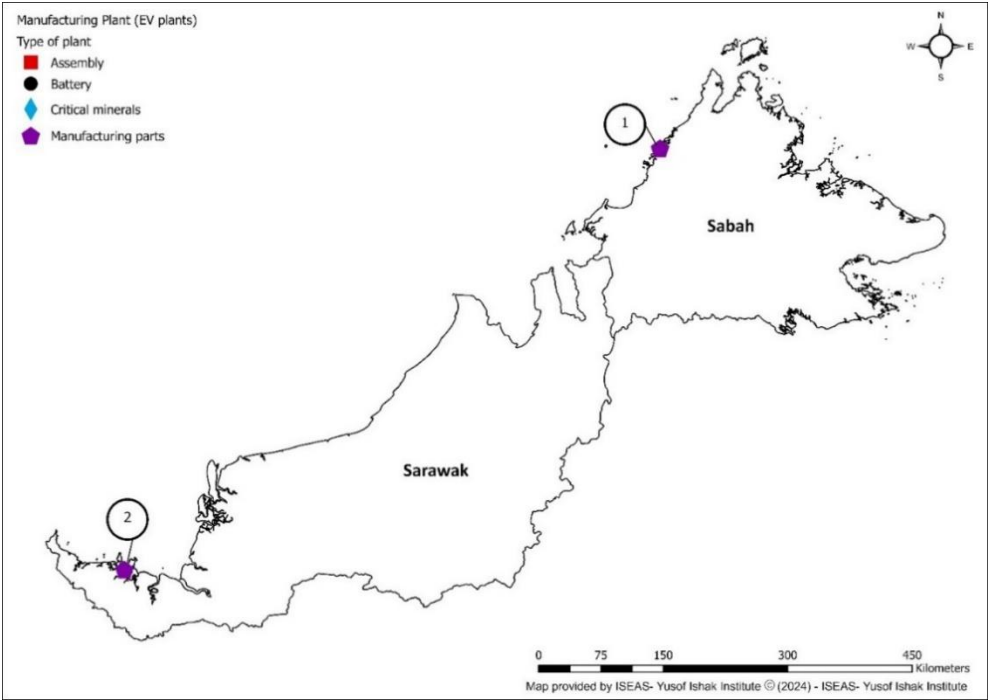 Manufacturing Plant (EV plants)
Type of plant
Assembly
Battery
Critical minerals
Manufacturing parts
N
W E
S
1
Sabah
Sarawak
2
0 75 150 300 450
Kilometers
Map provided by ISEAS- Yusof Ishak Institute © (2024) - ISEAS- Yusof Ishak Institute